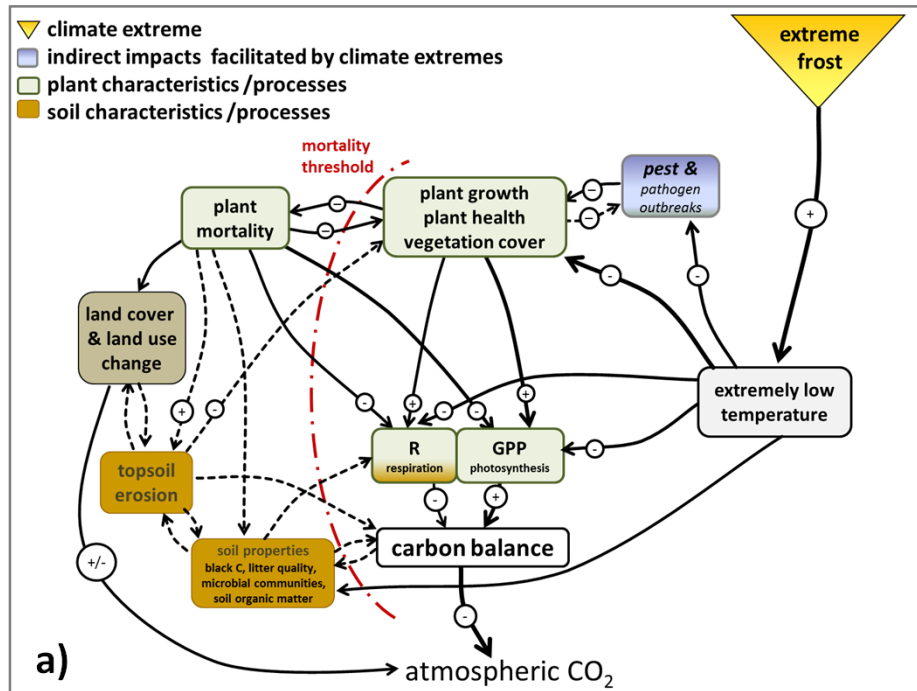 climate extreme
indirect impacts facilitated by climate extremes
plant characteristics/processes
soil characteristics/processes
extreme
frost
mortality
threshold
plant
mortality
plant growth
plant health
vegetation cover
pest &
pathogen
outbreaks
−
−
−
−
+
-
-
land cover
& land use
change
+
-
-
+
-
-
+
-
extremely low
temperature
R
respiration
GPP
photosynthesis
topsoil
erosion
-
+
+/-
soil properties
black C, litter quality,
microbial communities,
soil organic matter
carbon balance
-
a)
atmospheric CO₂